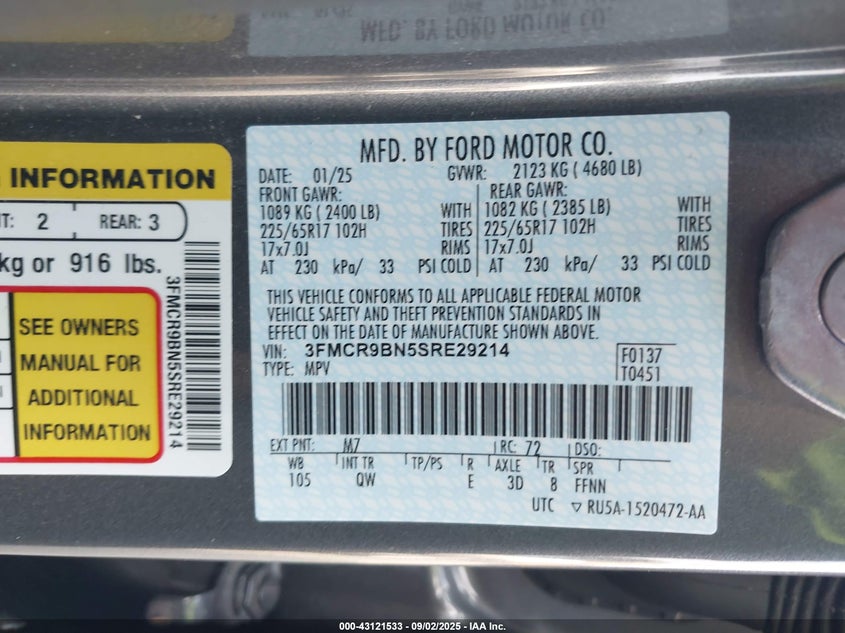 MFD. BY FORD MOTOR CO.
INFORMATION
2 REAR: 3
kg or 916 lbs.
SEE OWNERS
MANUAL FOR
ADDITIONAL
INFORMATION
3FMCR9BN5SRE29214
MFD. BY FORD MOTOR CO.
DATE: 01/25 GVWR: 2123 KG ( 4680 LB)
FRONT GAWR: REAR GAWR:
1089 KG ( 2400 LB) WITH 1082 KG ( 2385 LB) WITH
225/65R17 102H TIRES 225/65R17 102H TIRES
17x7.0J RIMS 17x7.0J RIMS
AT 230 kPa/ 33 PSI COLD AT 230 kPa/ 33 PSI COLD
THIS VEHICLE CONFORMS TO ALL APPLICABLE FEDERAL MOTOR
VEHICLE SAFETY AND THEFT PREVENTION STANDARDS IN
EFFECT ON THE DATE OF MANUFACTURE SHOWN ABOVE.
VIN: 3FMCR9BN5SRE29214 F0137
TYPE: MPV T0451
EXT PNT: M7 RC: 72 DSO:
WB INT TR TP/PS R AXLE TR SPR
105 QW E 3D 8 FFNN
UTC ▽ RU5A-1520472-AA
000-43121533 - 09/02/2025 - IAA Inc.